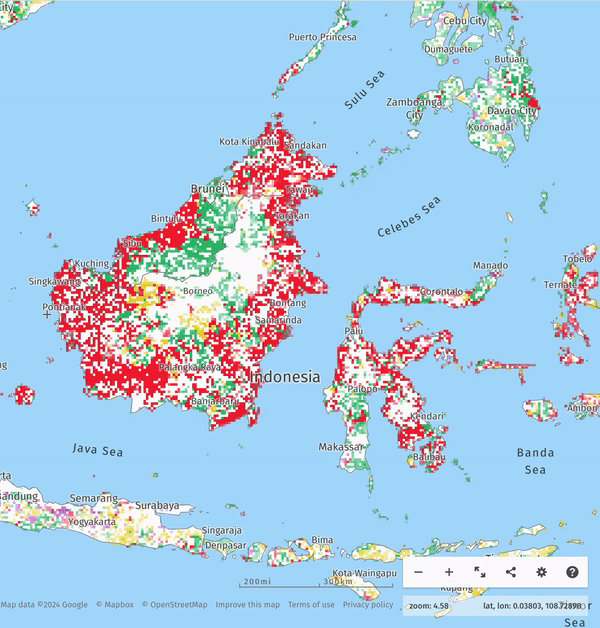 City
Cebu City
Puerto Princesa
Dumaguete
Butuan
Sulu Sea
Zamboanga
City
Davao City
Koronadal
Kota Kinabalu
Sandakan
Brunei
Tawau
Bintulu
Tarakan
Celebes Sea
Sibu
Kuching
Manado
Tobelo
Singkawang
Borneo
Gorontalo
Ternate
Pontianak
Bontang
Samarinda
Palu
Palangka Raya
Indonesia
Palopo
Banjarbaru
Ambon
Kendari
Java Sea
Makassar
Baubau
Banda
Sea
rta
Bandung
Semarang
Surabaya
Yogyakarta
Singaraja
Denpasar
Bima
Kota Waingapu
200mi
300km
Kupang
Map data ©2024 Google © Mapbox © OpenStreetMap Improve this map Terms of use Privacy policy
zoom: 4.58
lat, lon: 0.03803, 108.72898
Sea